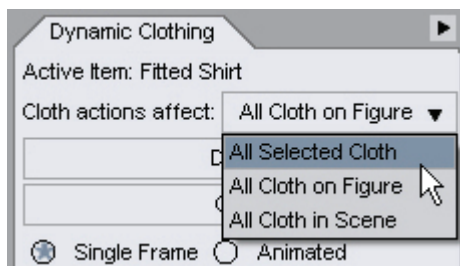 Dynamic Clothing
Active Item: Fitted Shirt
Cloth actions affect: All Cloth on Figure
All Selected Cloth
All Cloth on Figure
All Cloth in Scene
Single Frame Animated